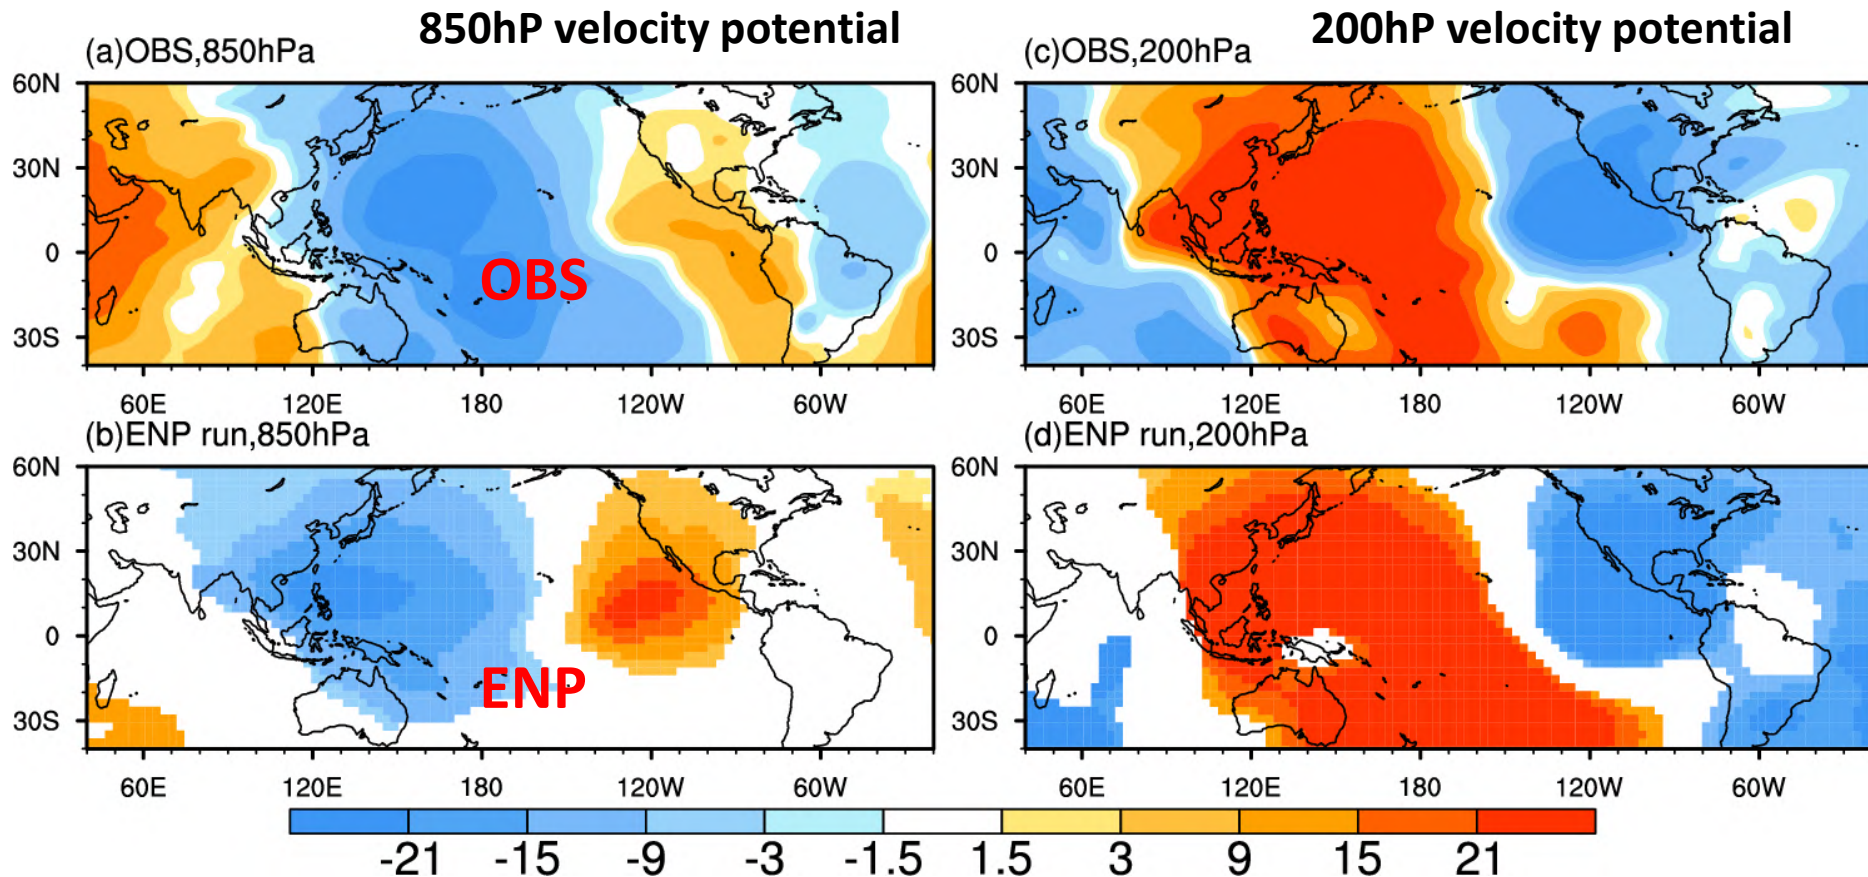 850hP velocity potential
200hP velocity potential
(a)OBS,850hPa
(c)OBS,200hPa
60N
30N
0
30S
OBS
60E 120E 180 120W 60W
60N
30N
0
30S
60E 120E 180 120W 60W
(b)ENP run,850hPa
(d)ENP run,200hPa
60N
30N
0
30S
ENP
60E 120E 180 120W 60W
60N
30N
0
30S
60E 120E 180 120W 60W
-21 -15 -9 -3 -1.5 1.5 3 9 15 21